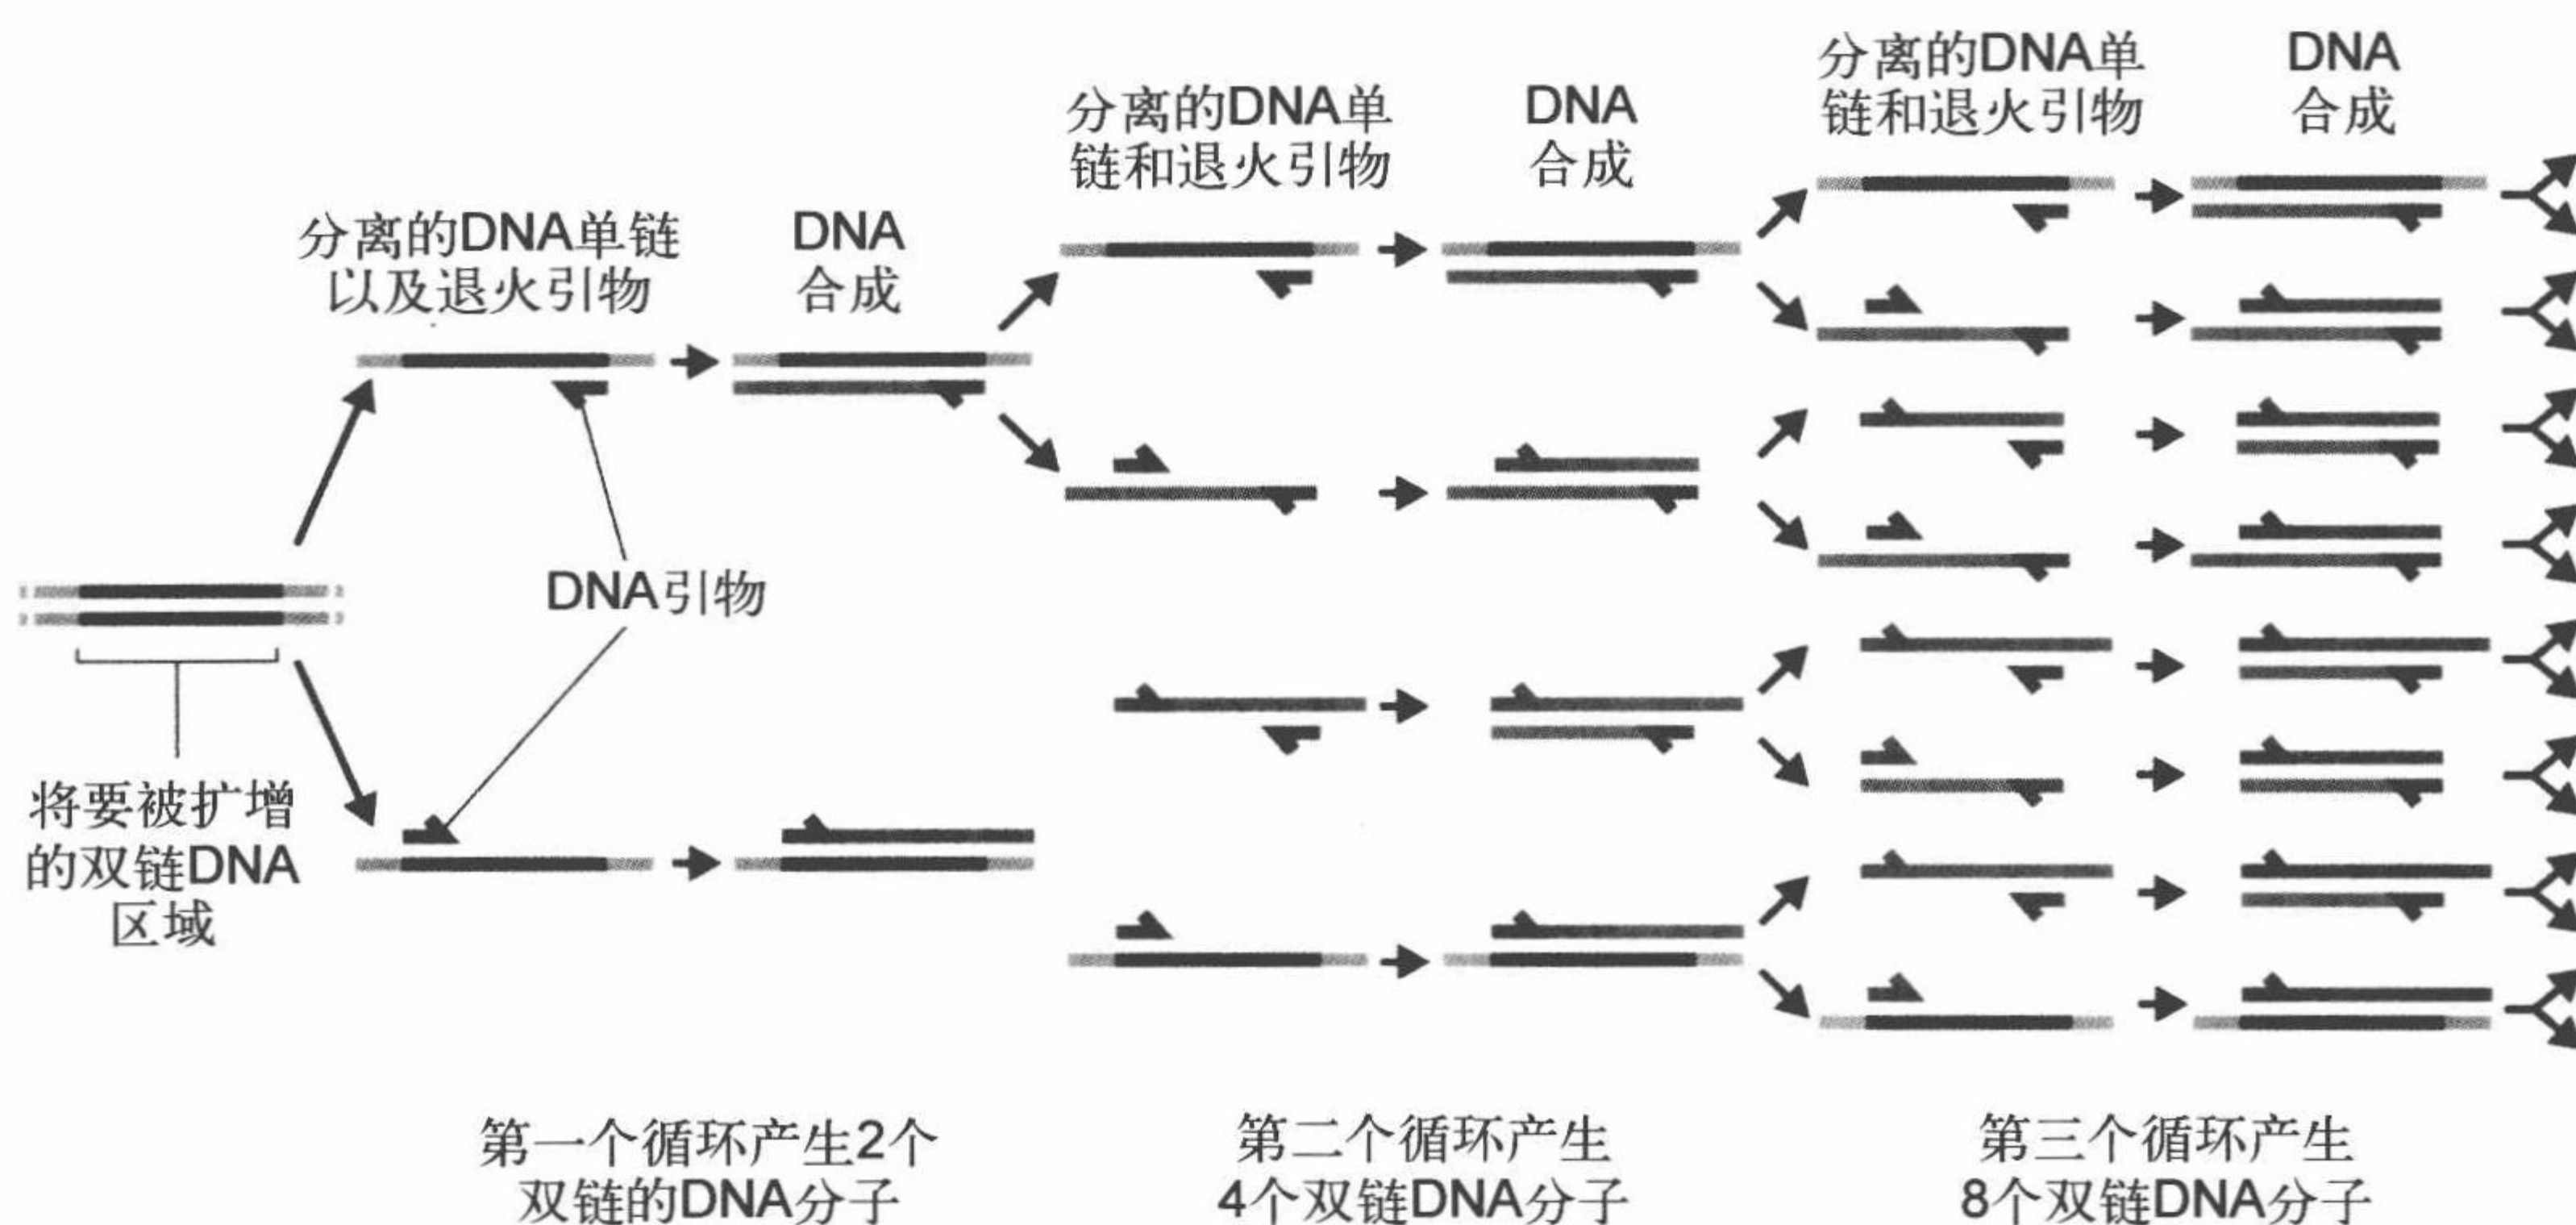 分离的DNA单链
以及退火引物
DNA
合成
分离的DNA单
链和退火引物
DNA
合成
分离的DNA单
链和退火引物
DNA
合成
DNA引物
将要被扩增
的双链DNA
区域
第一个循环产生2个
双链的DNA分子
第二个循环产生
4个双链DNA分子
第三个循环产生
8个双链DNA分子